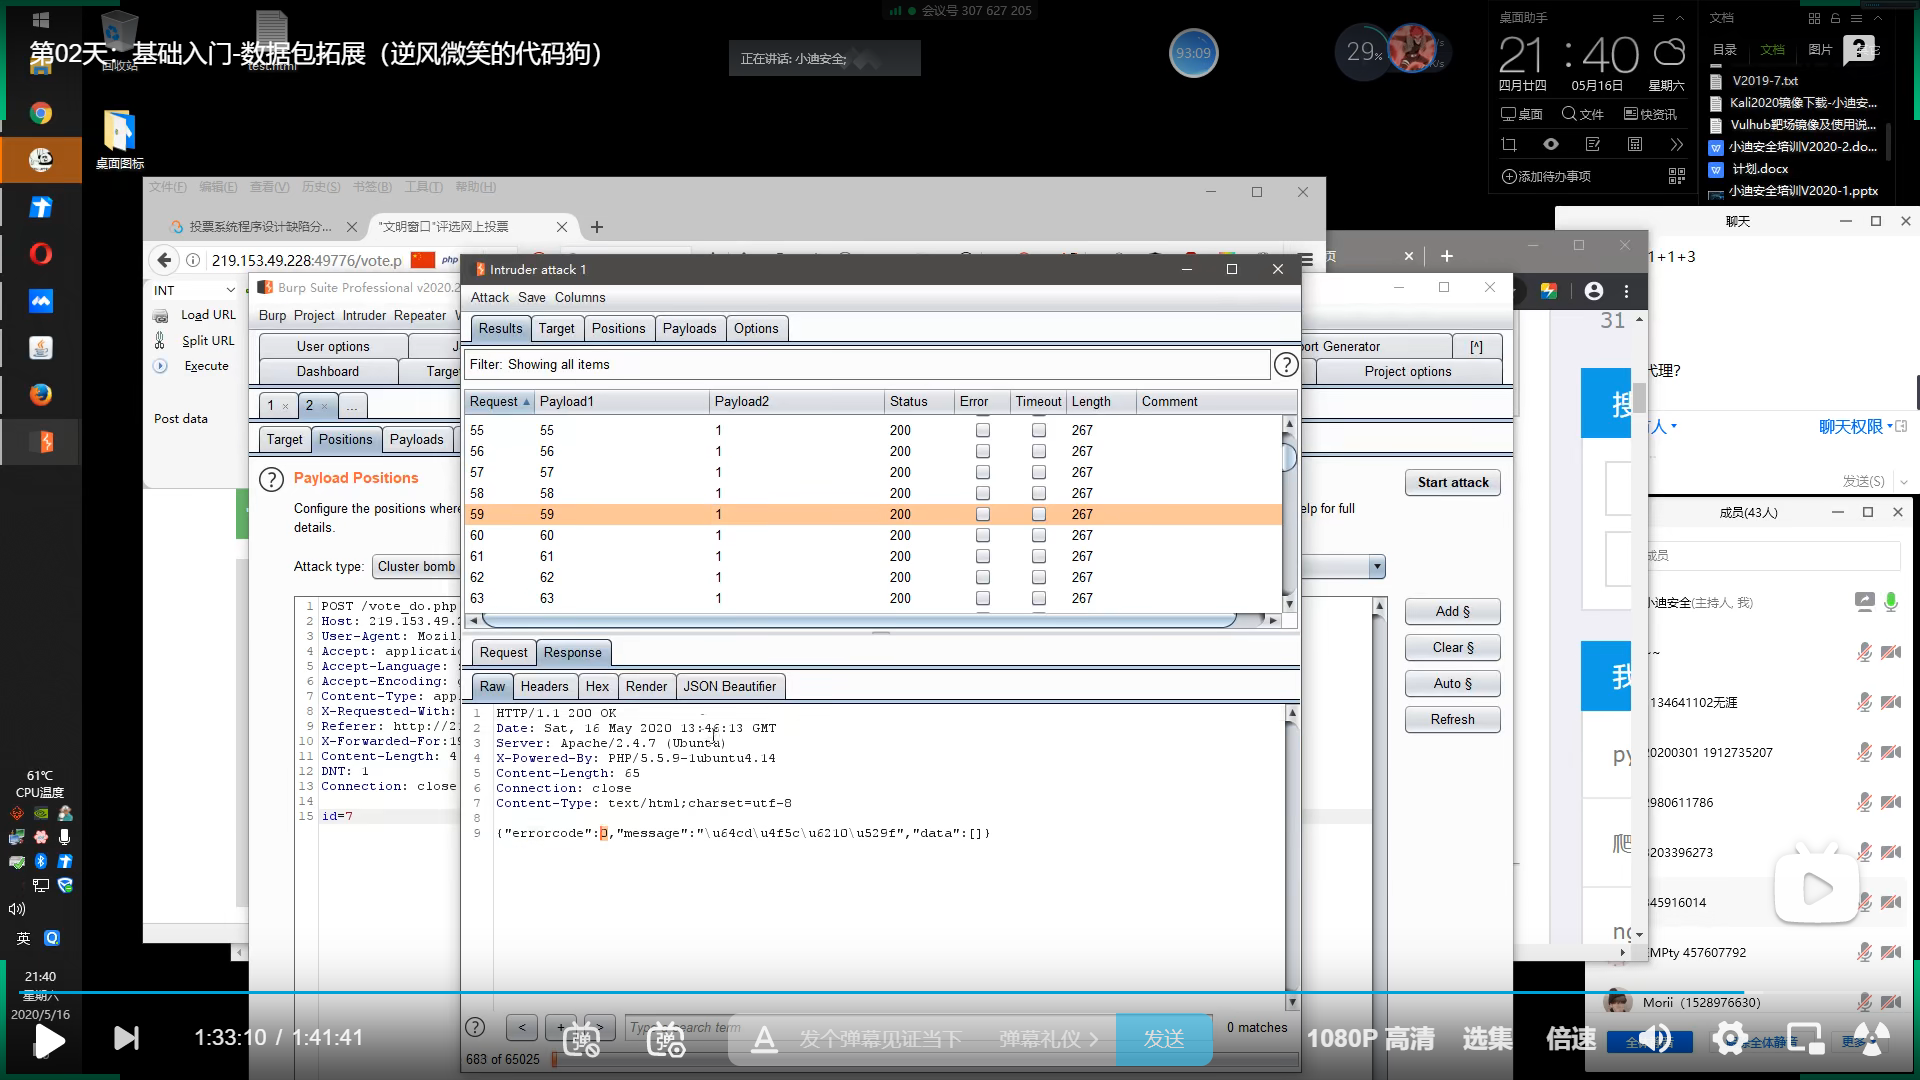 会议号 307 627 205
第02天：基础入门-数据包拓展（逆风微笑的代码狗）
回收站
test.html
正在讲话: 小迪安全;
93:09
29%
桌面助手
21:40
四月廿四
05月16日
星期六
桌面
文件
快资讯
添加待办事项
文档
目录
文档
图片
V2019-7.txt
Kali2020镜像下载-小迪安...
Vulhub靶场镜像及使用说...
小迪安全培训V2020-2.do...
计划.docx
小迪安全培训V2020-1.pptx
桌面图标
文件(F) 编辑(E) 查看(V) 历史(S) 书签(B) 工具(T) 帮助(H)
投票系统程序设计缺陷分...
"文明窗口"评选网上投票
219.153.49.228:49776/vote.p
php
INT
Load URL
Split URL
Execute
Post data
Burp Suite Professional v2020.2
Burp Project Intruder Repeater
User options
Dashboard
Targe
ort Generator
[^]
Project options
1 × 2 × ...
Target Positions Payloads
Payload Positions
Configure the positions where
elp for full
details.
Start attack
Attack type: Cluster bomb
Add §
Clear §
Auto §
Refresh
1 POST /vote_do.php
2 Host: 219.153.49.2
3 User-Agent: Mozil
4 Accept: applicatio
5 Accept-Language:
6 Accept-Encoding:
7 Content-Type: app
8 X-Requested-With:
9 Referer: http://2
10 X-Forwarded-For:19
11 Content-Length: 4
12 DNT: 1
13 Connection: close
14
15 id=7
Intruder attack 1
Attack Save Columns
Results Target Positions Payloads Options
Filter: Showing all items
Request Payload1 Payload2 Status Error Timeout Length Comment
55 55 1 200 267
56 56 1 200 267
57 57 1 200 267
58 58 1 200 267
59 59 1 200 267
60 60 1 200 267
61 61 1 200 267
62 62 1 200 267
63 63 1 200 267
Request Response
Raw Headers Hex Render JSON Beautifier
1 HTTP/1.1 200 OK
2 Date: Sat, 16 May 2020 13:46:13 GMT
3 Server: Apache/2.4.7 (Ubuntu)
4 X-Powered-By: PHP/5.5.9-1ubuntu4.14
5 Content-Length: 65
6 Connection: close
7 Content-Type: text/html;charset=utf-8
8
9 {"errorcode":0,"message":"\u64cd\u4f5c\u6210\u529f","data":[]}
< + >
Type a search term
0 matches
683 of 65025
聊天
1+1+3
31
代理?
搜
人
聊天权限
发送(S)
成员(43人)
成员
小迪安全(主持人, 我)
~
134641102无涯
我
20200301 1912735207
py
2980611786
3203396273
爬
345916014
ng
EMPty 457607792
Morii（1528976630）
61℃
CPU温度
英
21:40
星期六
2020/5/16
1:33:10 / 1:41:41
弹
弹
A
发个弹幕见证当下
弹幕礼仪 >
发送
1080P 高清
选集
倍速
更多